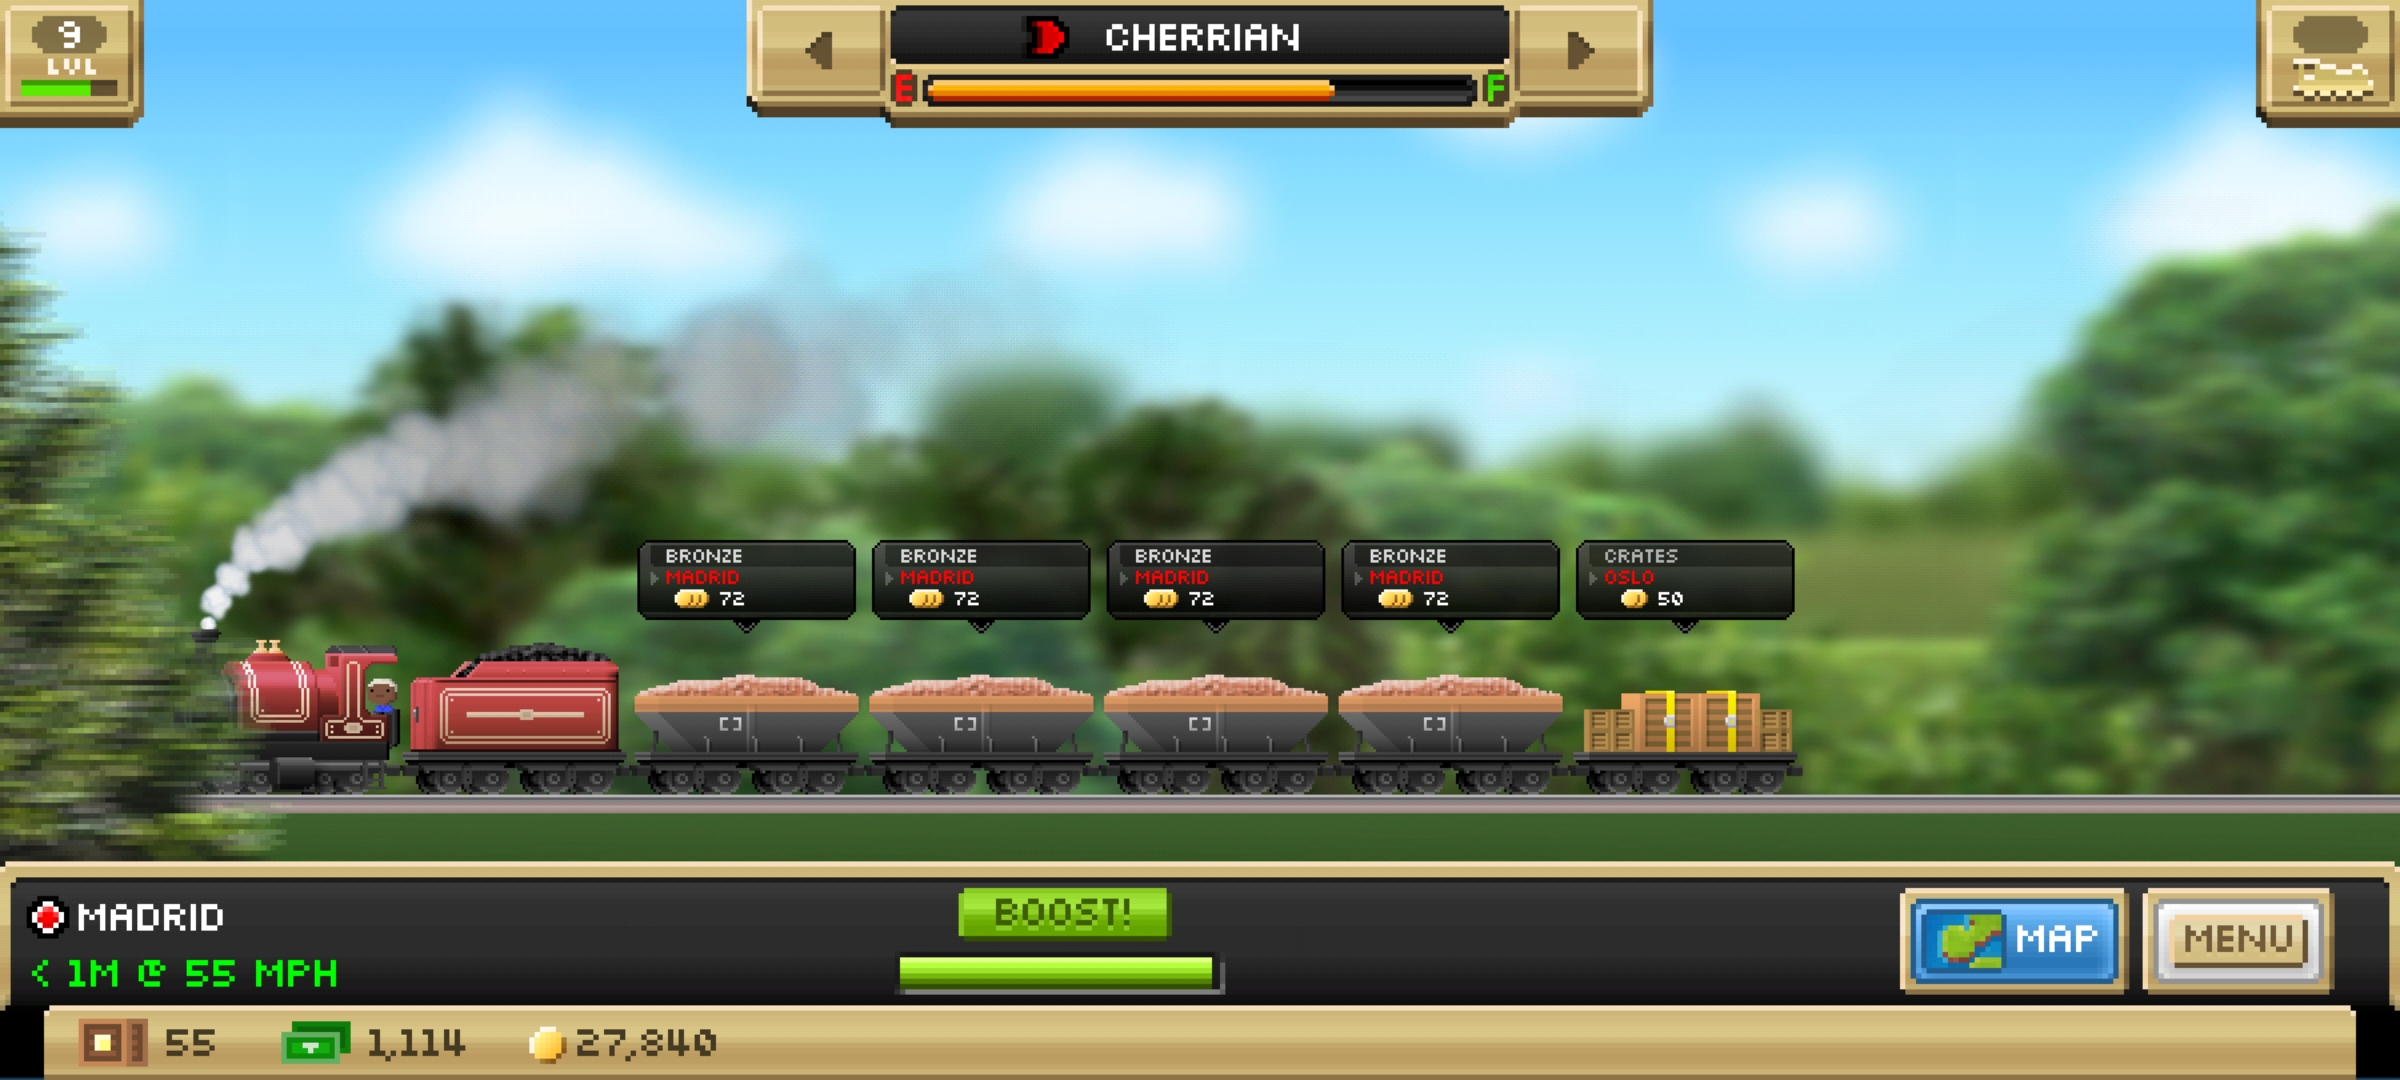 9
LVL
CHERRIAN
E F
BRONZE
MADRID
72
BRONZE
MADRID
72
BRONZE
MADRID
72
BRONZE
MADRID
72
CRATES
OSLO
50
MADRID
< 1M @ 55 MPH
BOOST!
MAP
MENU
55 1,114 27,840